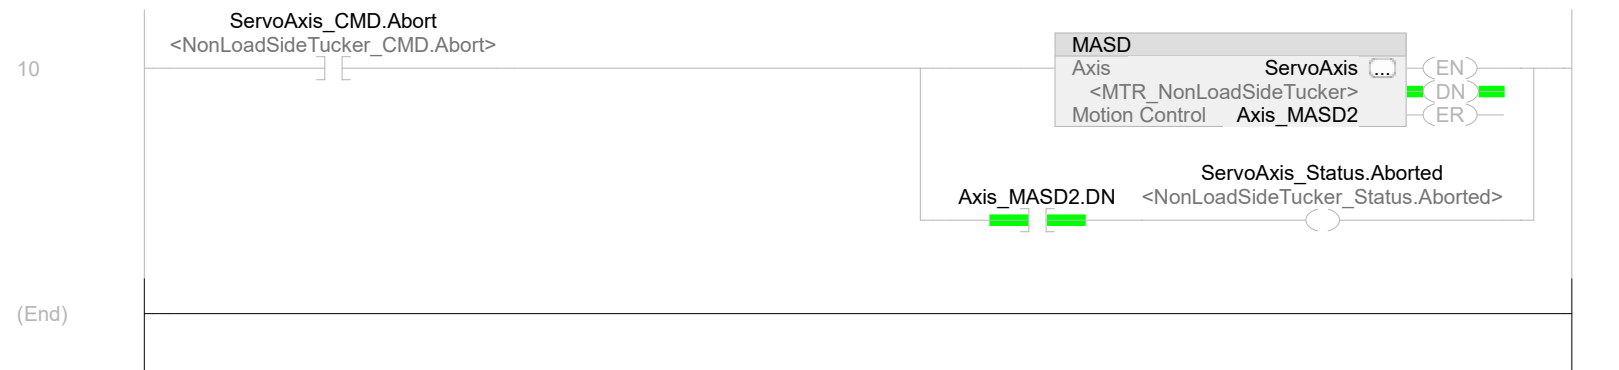 ServoAxis_CMD.Abort
<NonLoadSideTucker_CMD.Abort>
10
MASD
Axis ServoAxis ...
<MTR_NonLoadSideTucker>
Motion Control Axis_MASD2
EN
DN
ER
ServoAxis_Status.Aborted
Axis_MASD2.DN <NonLoadSideTucker_Status.Aborted>
(End)